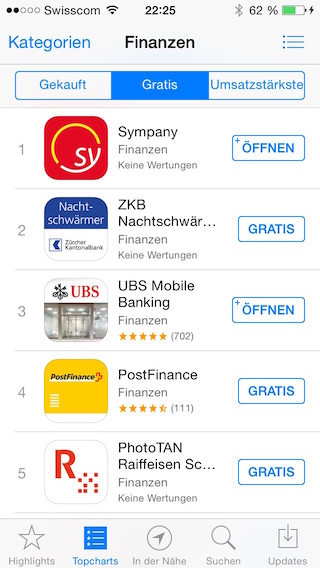 Swisscom 22:25 62 %
Kategorien Finanzen
Gekauft Gratis Umsatzstärkste
1 Sy Sympany
Finanzen
Keine Wertungen
+ ÖFFNEN
2 Nacht-
schwärmer
Zürcher
Kantonalbank
ZKB
Nachtschwär...
Finanzen
Keine Wertungen
GRATIS
3 UBS
UBS Mobile
Banking
Finanzen
(702)
+ ÖFFNEN
4 PostFinance
PostFinance
Finanzen
(111)
GRATIS
5 R
PhotoTAN
Raiffeisen Sc...
Finanzen
Keine Wertungen
GRATIS
Highlights Topcharts In der Nähe Suchen Updates